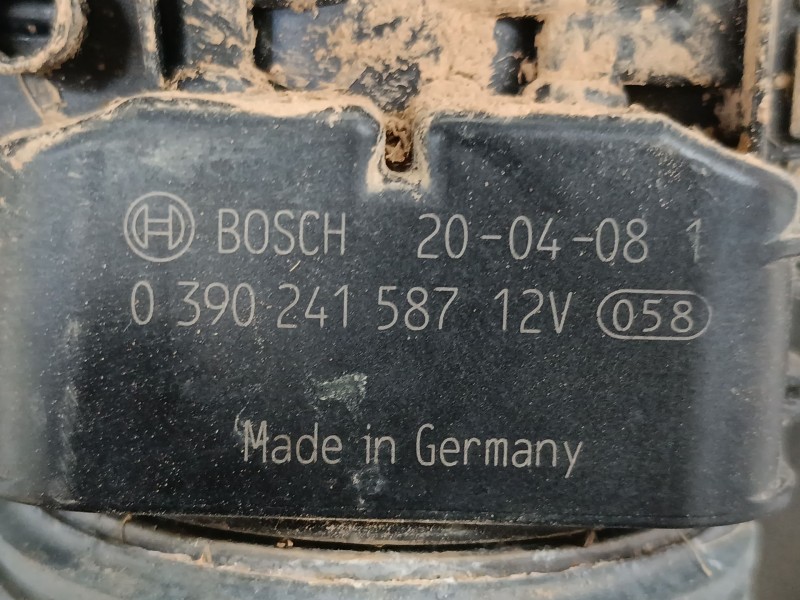 BOSCH 20-04-08 1
0 390 241 587 12V 058
Made in Germany